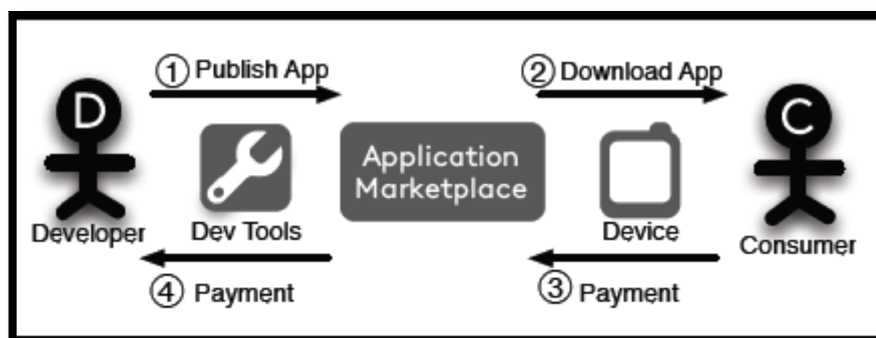 ① Publish App
② Download App
D
C
Application
Marketplace
Developer
Dev Tools
Device
Consumer
④ Payment
③ Payment